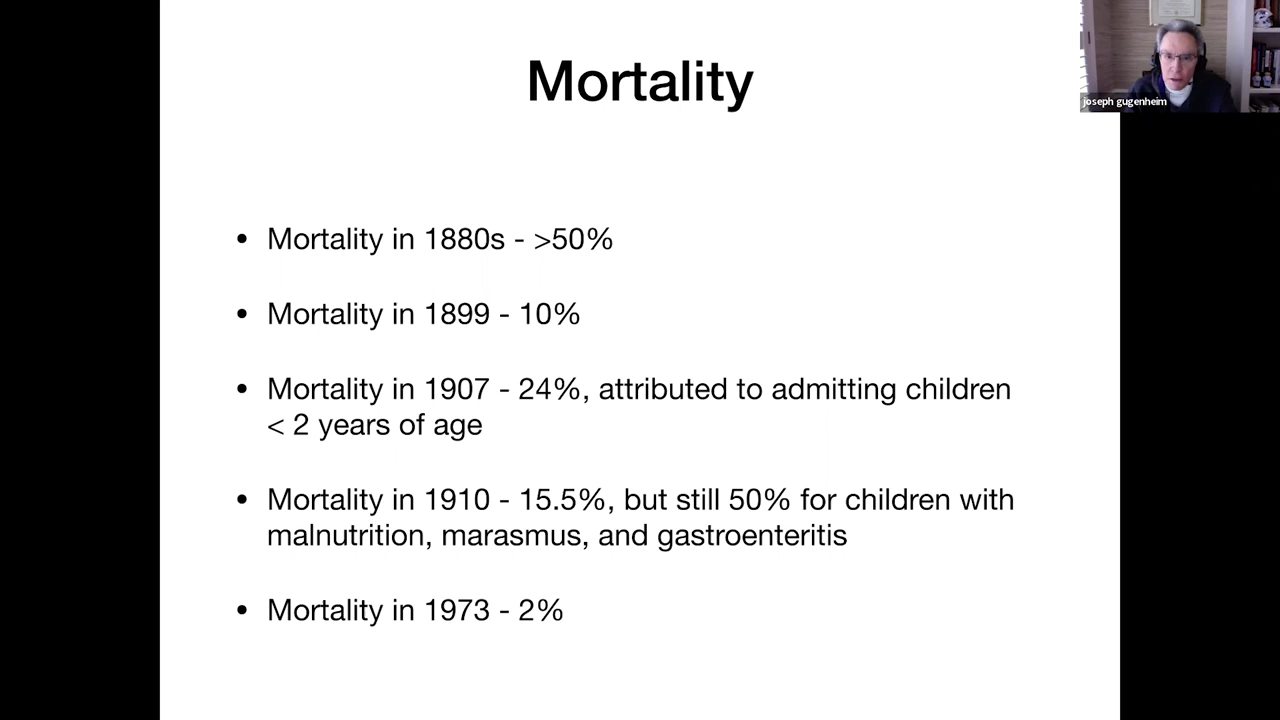 Mortality
joseph gugenheim
• Mortality in 1880s - >50%
• Mortality in 1899 - 10%
• Mortality in 1907 - 24%, attributed to admitting children
< 2 years of age
• Mortality in 1910 - 15.5%, but still 50% for children with
malnutrition, marasmus, and gastroenteritis
• Mortality in 1973 - 2%